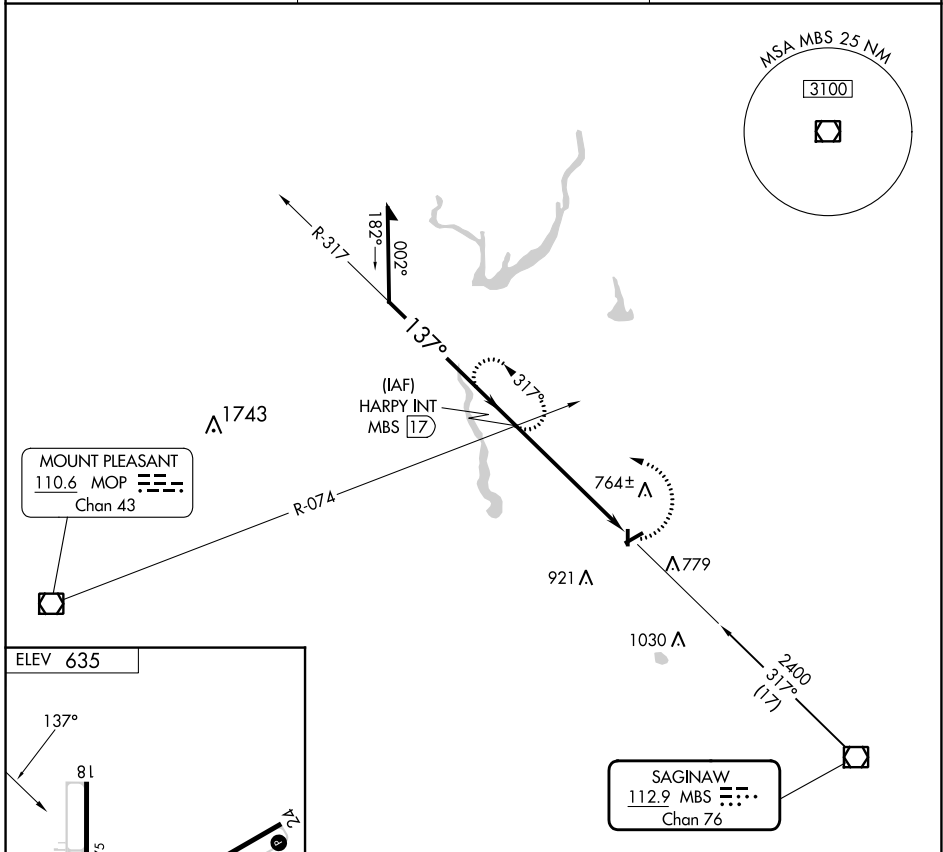 MSA MBS 25 NM
3100
R-317
182°
002°
137°
317°
(IAF)
HARPY INT
MBS 17
1743
MOUNT PLEASANT
110.6 MOP
Chan 43
R-074
764±
921
779
1030
2400
317°
(17)
SAGINAW
112.9 MBS
Chan 76
ELEV 635
137°
18
24
P